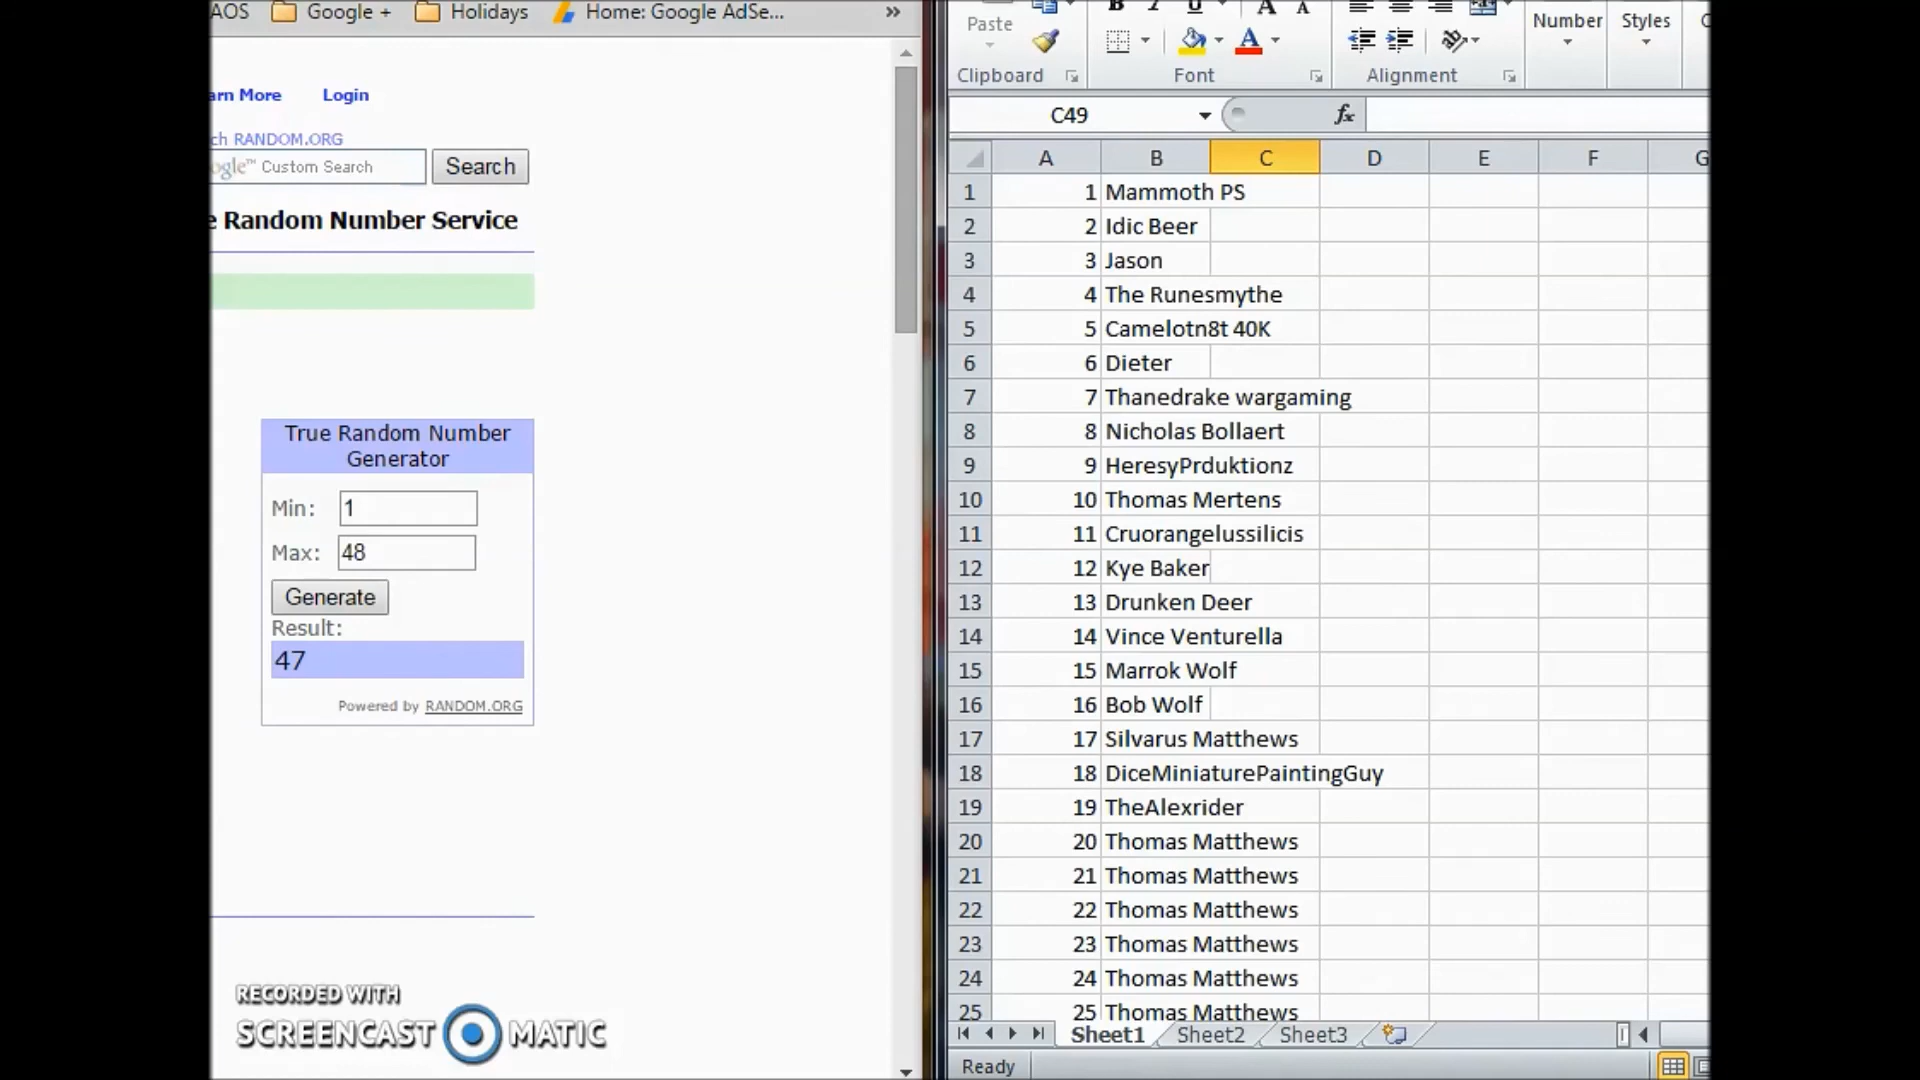 AOS Google + Holidays Home: Google AdSe... »
arn More Login
ch RANDOM.ORG
ogle™ Custom Search Search
e Random Number Service
True Random Number
Generator
Min: 1
Max: 48
Generate
Result:
47
Powered by RANDOM.ORG
RECORDED WITH
SCREENCAST MATIC
Paste
B I U A A
A
Number Styles
Clipboard Font Alignment
C49 fx
A B C D E F G
1 1 Mammoth PS
2 2 Idic Beer
3 3 Jason
4 4 The Runesmythe
5 5 Camelotn8t 40K
6 6 Dieter
7 7 Thanedrake wargaming
8 8 Nicholas Bollaert
9 9 HeresyPrduktionz
10 10 Thomas Mertens
11 11 Cruorangelussilicis
12 12 Kye Baker
13 13 Drunken Deer
14 14 Vince Venturella
15 15 Marrok Wolf
16 16 Bob Wolf
17 17 Silvarus Matthews
18 18 DiceMiniaturePaintingGuy
19 19 TheAlexrider
20 20 Thomas Matthews
21 21 Thomas Matthews
22 22 Thomas Matthews
23 23 Thomas Matthews
24 24 Thomas Matthews
25 25 Thomas Matthews
Sheet1 Sheet2 Sheet3
Ready